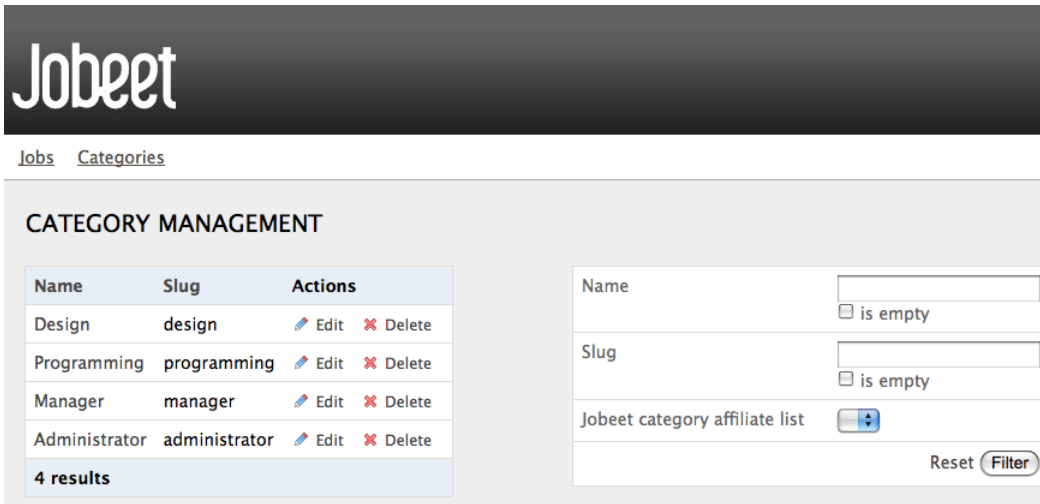 Jobeet
Jobs Categories
CATEGORY MANAGEMENT
Name Slug Actions
Design design Edit Delete
Programming programming Edit Delete
Manager manager Edit Delete
Administrator administrator Edit Delete
4 results
Name
is empty
Slug
is empty
Jobeet category affiliate list
Reset Filter